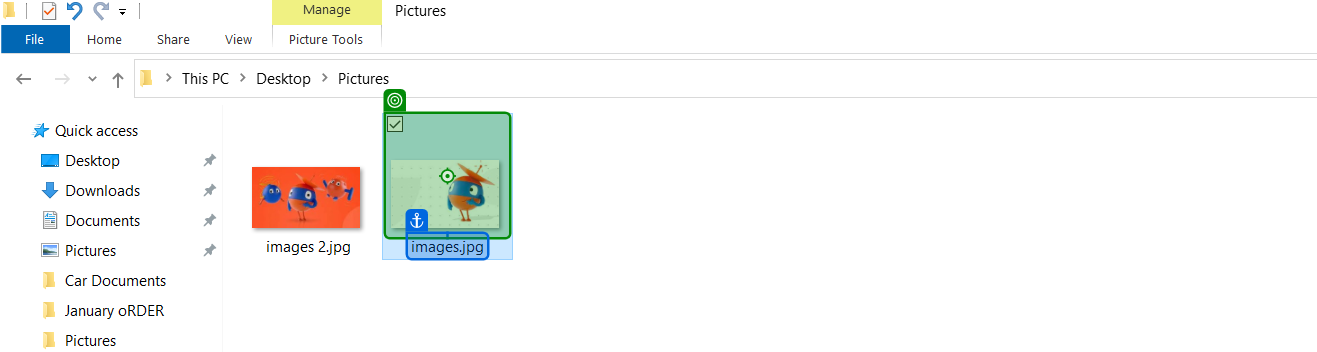 Manage
Pictures
File
Home
Share
View
Picture Tools
This PC
Desktop
Pictures
Quick access
Desktop
Downloads
Documents
Pictures
Car Documents
January oRDER
Pictures
images 2.jpg
images.jpg